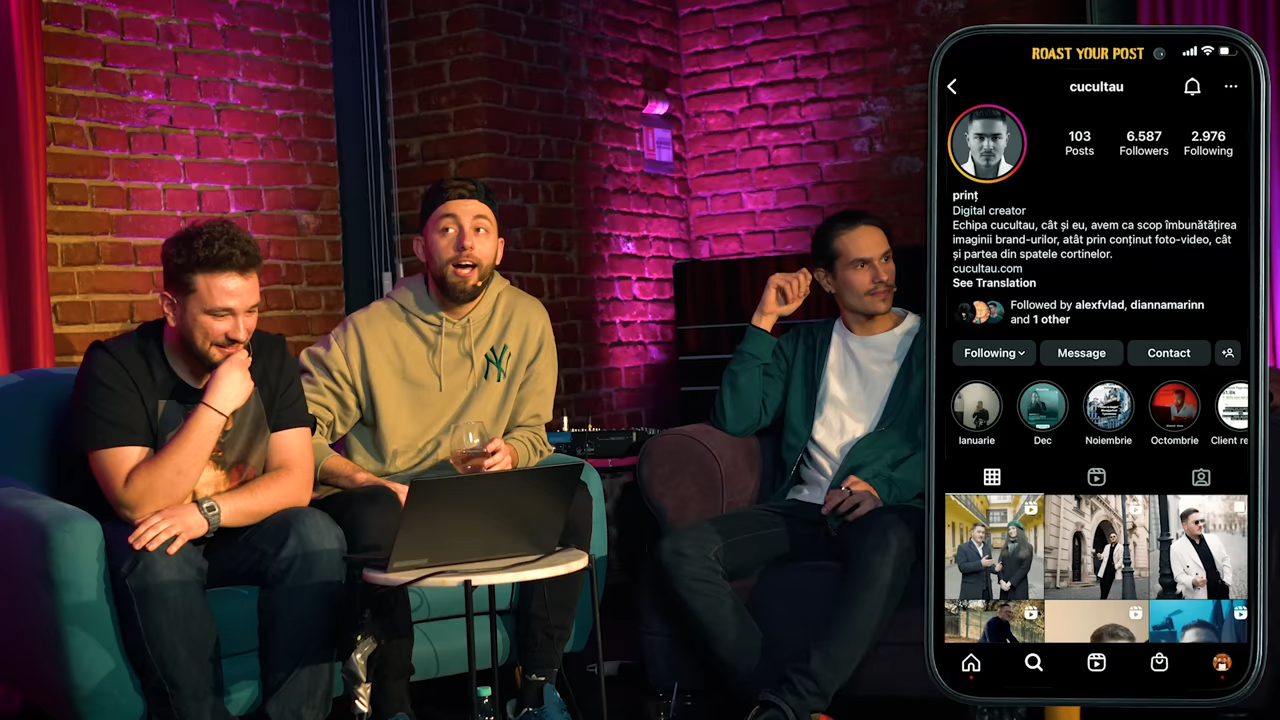 ROAST YOUR POST
cucultau
103
Posts
6.587
Followers
2.976
Following
prinț
Digital creator
Echipa cucultau, cât și eu, avem ca scop îmbunătățirea
imaginii brand-urilor, atât prin conținut foto-video, cât
și partea din spatele cortinelor.
cucultau.com
See Translation
Followed by alexfvlad, diannamarinn
and 1 other
Following
Message
Contact
Ianuarie
Dec
Noiembrie
Octombrie
Client re
NY